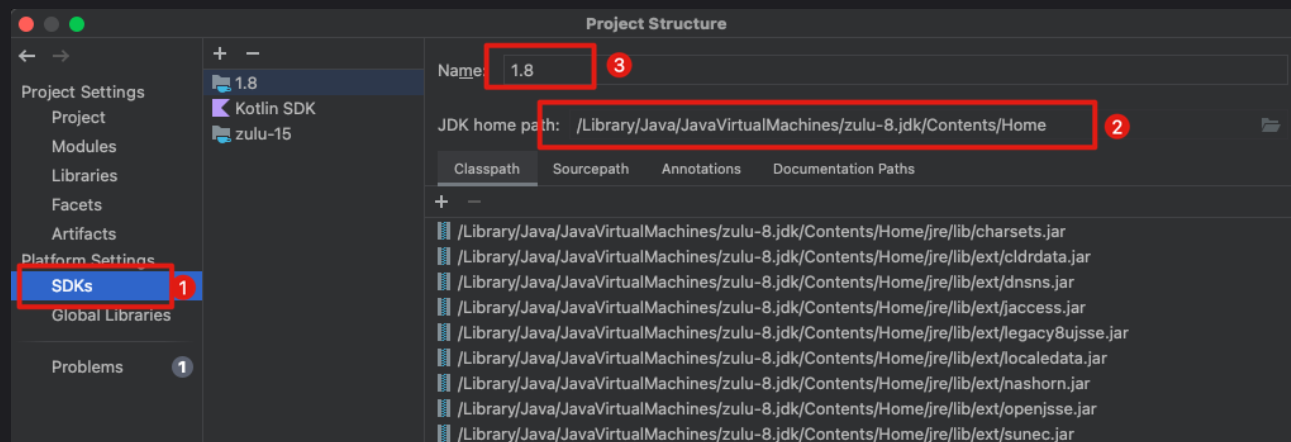 Project Structure
Project Settings
Project
Modules
Libraries
Facets
Artifacts
Platform Settings
SDKs
1
Global Libraries
Problems
1
1.8
Kotlin SDK
zulu-15
Name: 1.8
3
JDK home path: /Library/Java/JavaVirtualMachines/zulu-8.jdk/Contents/Home
2
Classpath Sourcepath Annotations Documentation Paths
/Library/Java/JavaVirtualMachines/zulu-8.jdk/Contents/Home/jre/lib/charsets.jar
/Library/Java/JavaVirtualMachines/zulu-8.jdk/Contents/Home/jre/lib/ext/cldrdata.jar
/Library/Java/JavaVirtualMachines/zulu-8.jdk/Contents/Home/jre/lib/ext/dnsns.jar
/Library/Java/JavaVirtualMachines/zulu-8.jdk/Contents/Home/jre/lib/ext/jaccess.jar
/Library/Java/JavaVirtualMachines/zulu-8.jdk/Contents/Home/jre/lib/ext/legacy8ujsse.jar
/Library/Java/JavaVirtualMachines/zulu-8.jdk/Contents/Home/jre/lib/ext/localedata.jar
/Library/Java/JavaVirtualMachines/zulu-8.jdk/Contents/Home/jre/lib/ext/nashorn.jar
/Library/Java/JavaVirtualMachines/zulu-8.jdk/Contents/Home/jre/lib/ext/openjsse.jar
/Library/Java/JavaVirtualMachines/zulu-8.jdk/Contents/Home/jre/lib/ext/sunec.jar